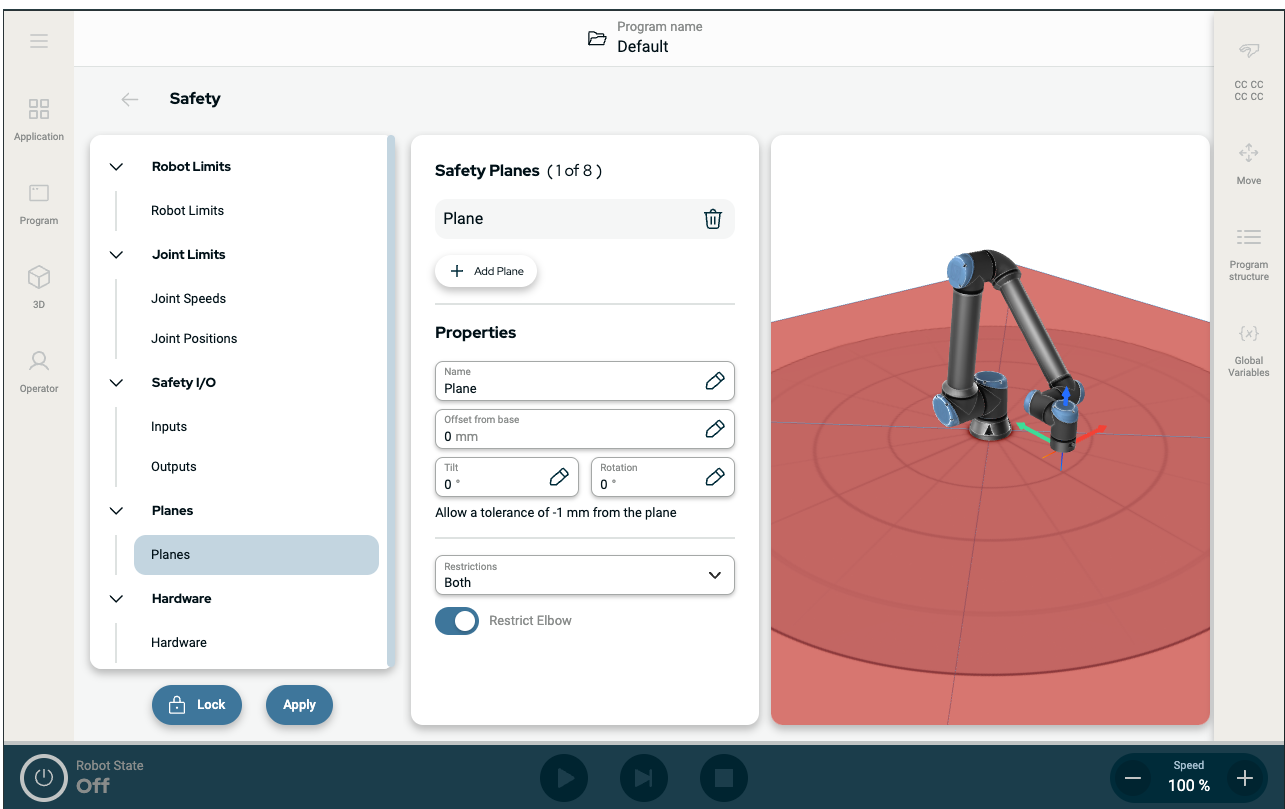 Program name
Default
Application
Program
3D
Operator
Safety
Robot Limits
Robot Limits
Joint Limits
Joint Speeds
Joint Positions
Safety I/O
Inputs
Outputs
Planes
Planes
Hardware
Hardware
Lock
Apply
Safety Planes ( 1 of 8 )
Plane
Add Plane
Properties
Name
Plane
Offset from base
0 mm
Tilt
0 °
Rotation
0 °
Allow a tolerance of -1 mm from the plane
Restrictions
Both
Restrict Elbow
CC CC
CC CC
Move
Program
structure
{x}
Global
Variables
Robot State
Off
Speed
100 %